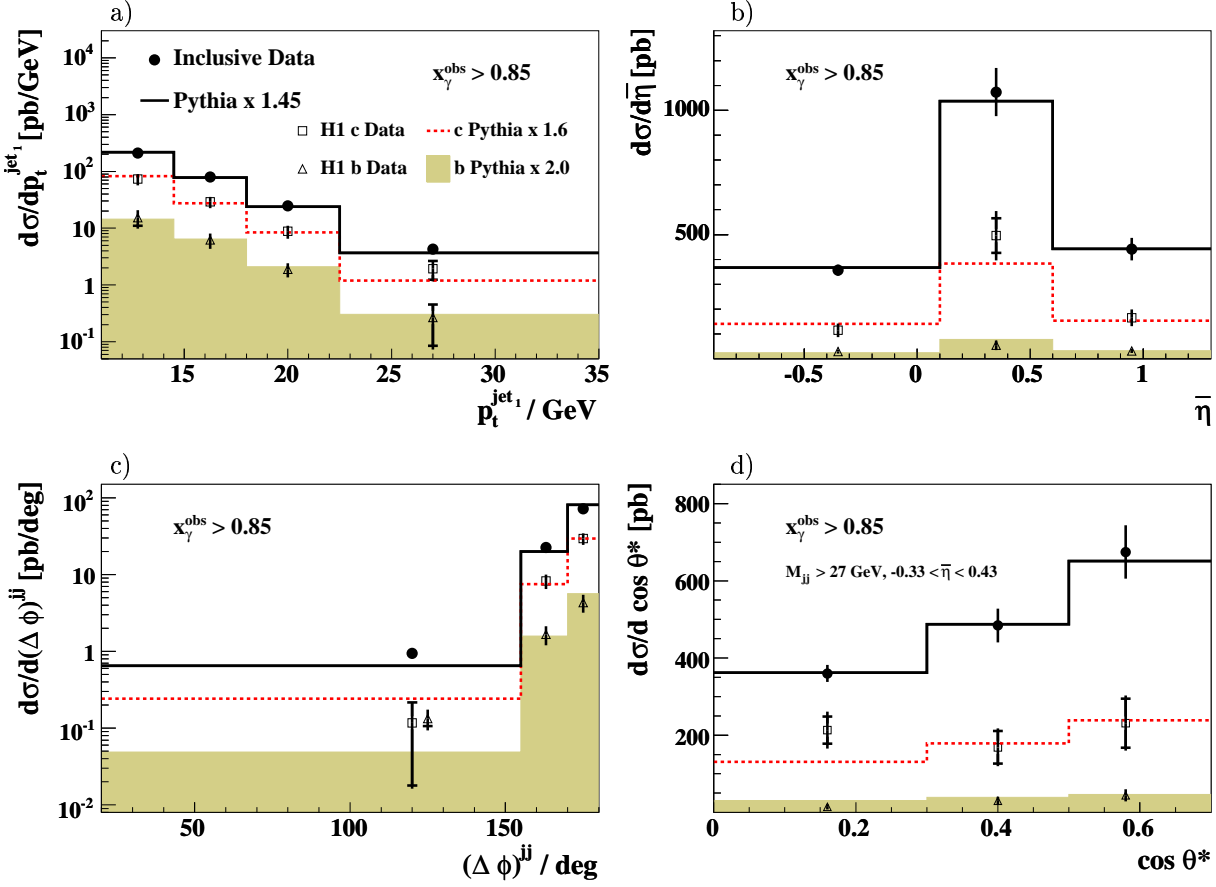 a)
dσ/dp_t^jet 1 [pb/GeV]
10^4
10^3
10^2
10
1
10^-1
Inclusive Data
Pythia x 1.45
x_γ^obs > 0.85
H1 c Data
c Pythia x 1.6
H1 b Data
b Pythia x 2.0
15 20 25 30 35
p_t^jet 1 / GeV
b)
dσ/dη̅ [pb]
1000
500
x_γ^obs > 0.85
-0.5 0 0.5 1
η̅
c)
dσ/d(Δ ϕ)^jj [pb/deg]
10^2
10
1
10^-1
10^-2
x_γ^obs > 0.85
50 100 150
(Δ ϕ)^jj / deg
d)
dσ/d cos θ* [pb]
800
600
400
200
x_γ^obs > 0.85
M_jj > 27 GeV, -0.33 < η̅ < 0.43
0 0.2 0.4 0.6
cos θ*